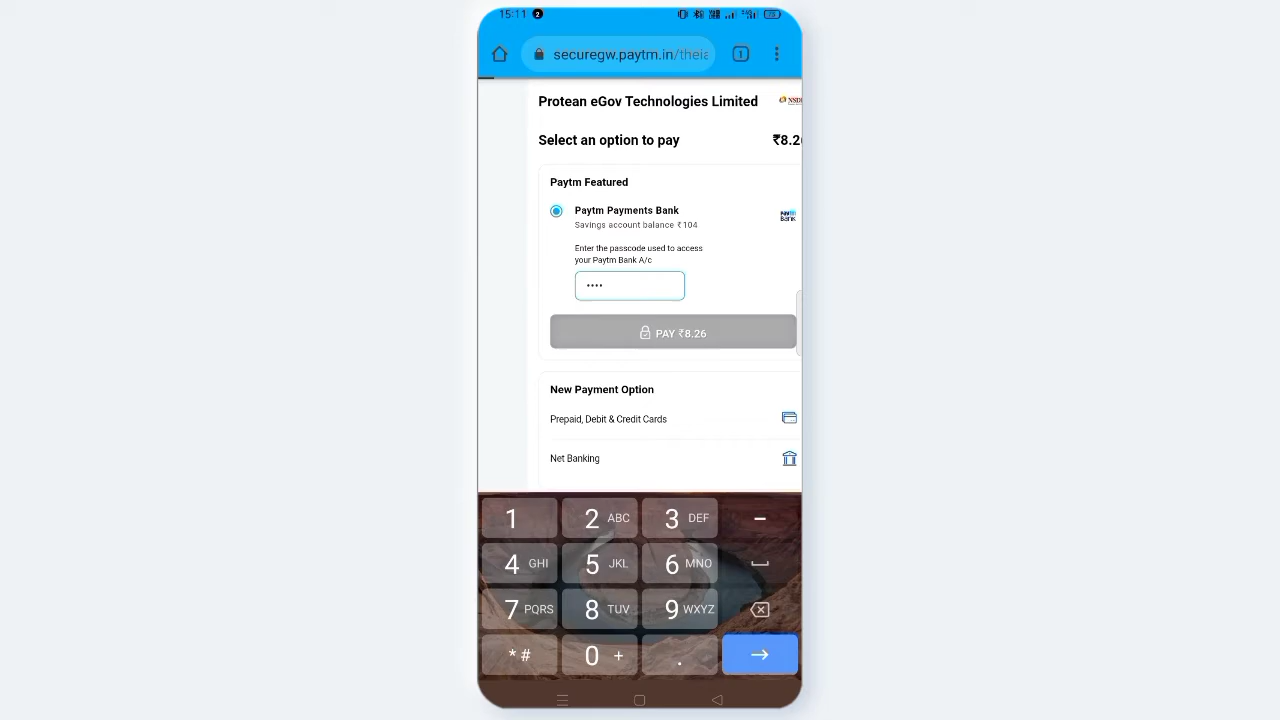 15:11 2
securegw.paytm.in/theia
1
Protean eGov Technologies Limited
NSD
Select an option to pay
₹8.26
Paytm Featured
Paytm Payments Bank
Savings account balance ₹104
Enter the passcode used to access
your Paytm Bank A/c
••••
PAY ₹8.26
New Payment Option
Prepaid, Debit & Credit Cards
Net Banking
1 2 ABC 3 DEF -
4 GHI 5 JKL 6 MNO
7 PQRS 8 TUV 9 WXYZ
* # 0 + .